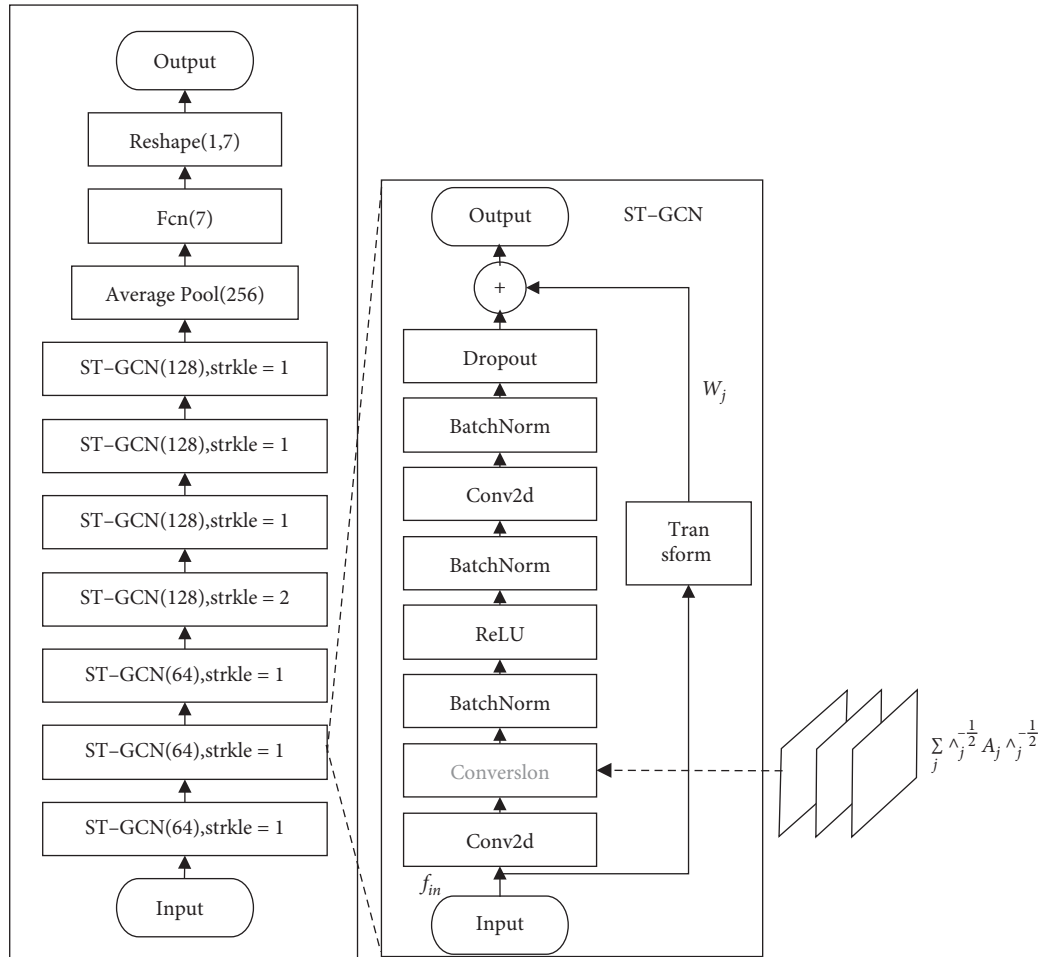 Output
Reshape(1,7)
Fcn(7)
Average Pool(256)
ST–GCN(128),strkle = 1
ST–GCN(128),strkle = 1
ST–GCN(128),strkle = 1
ST–GCN(128),strkle = 2
ST–GCN(64),strkle = 1
ST–GCN(64),strkle = 1
ST–GCN(64),strkle = 1
Input
ST–GCN
Output
+
Dropout
BatchNorm
Conv2d
BatchNorm
ReLU
BatchNorm
Converslon
Conv2d
f_in
Input
W_j
Tran
sform
∑_j ^_j^{-1/2} A_j ^_j^{-1/2}